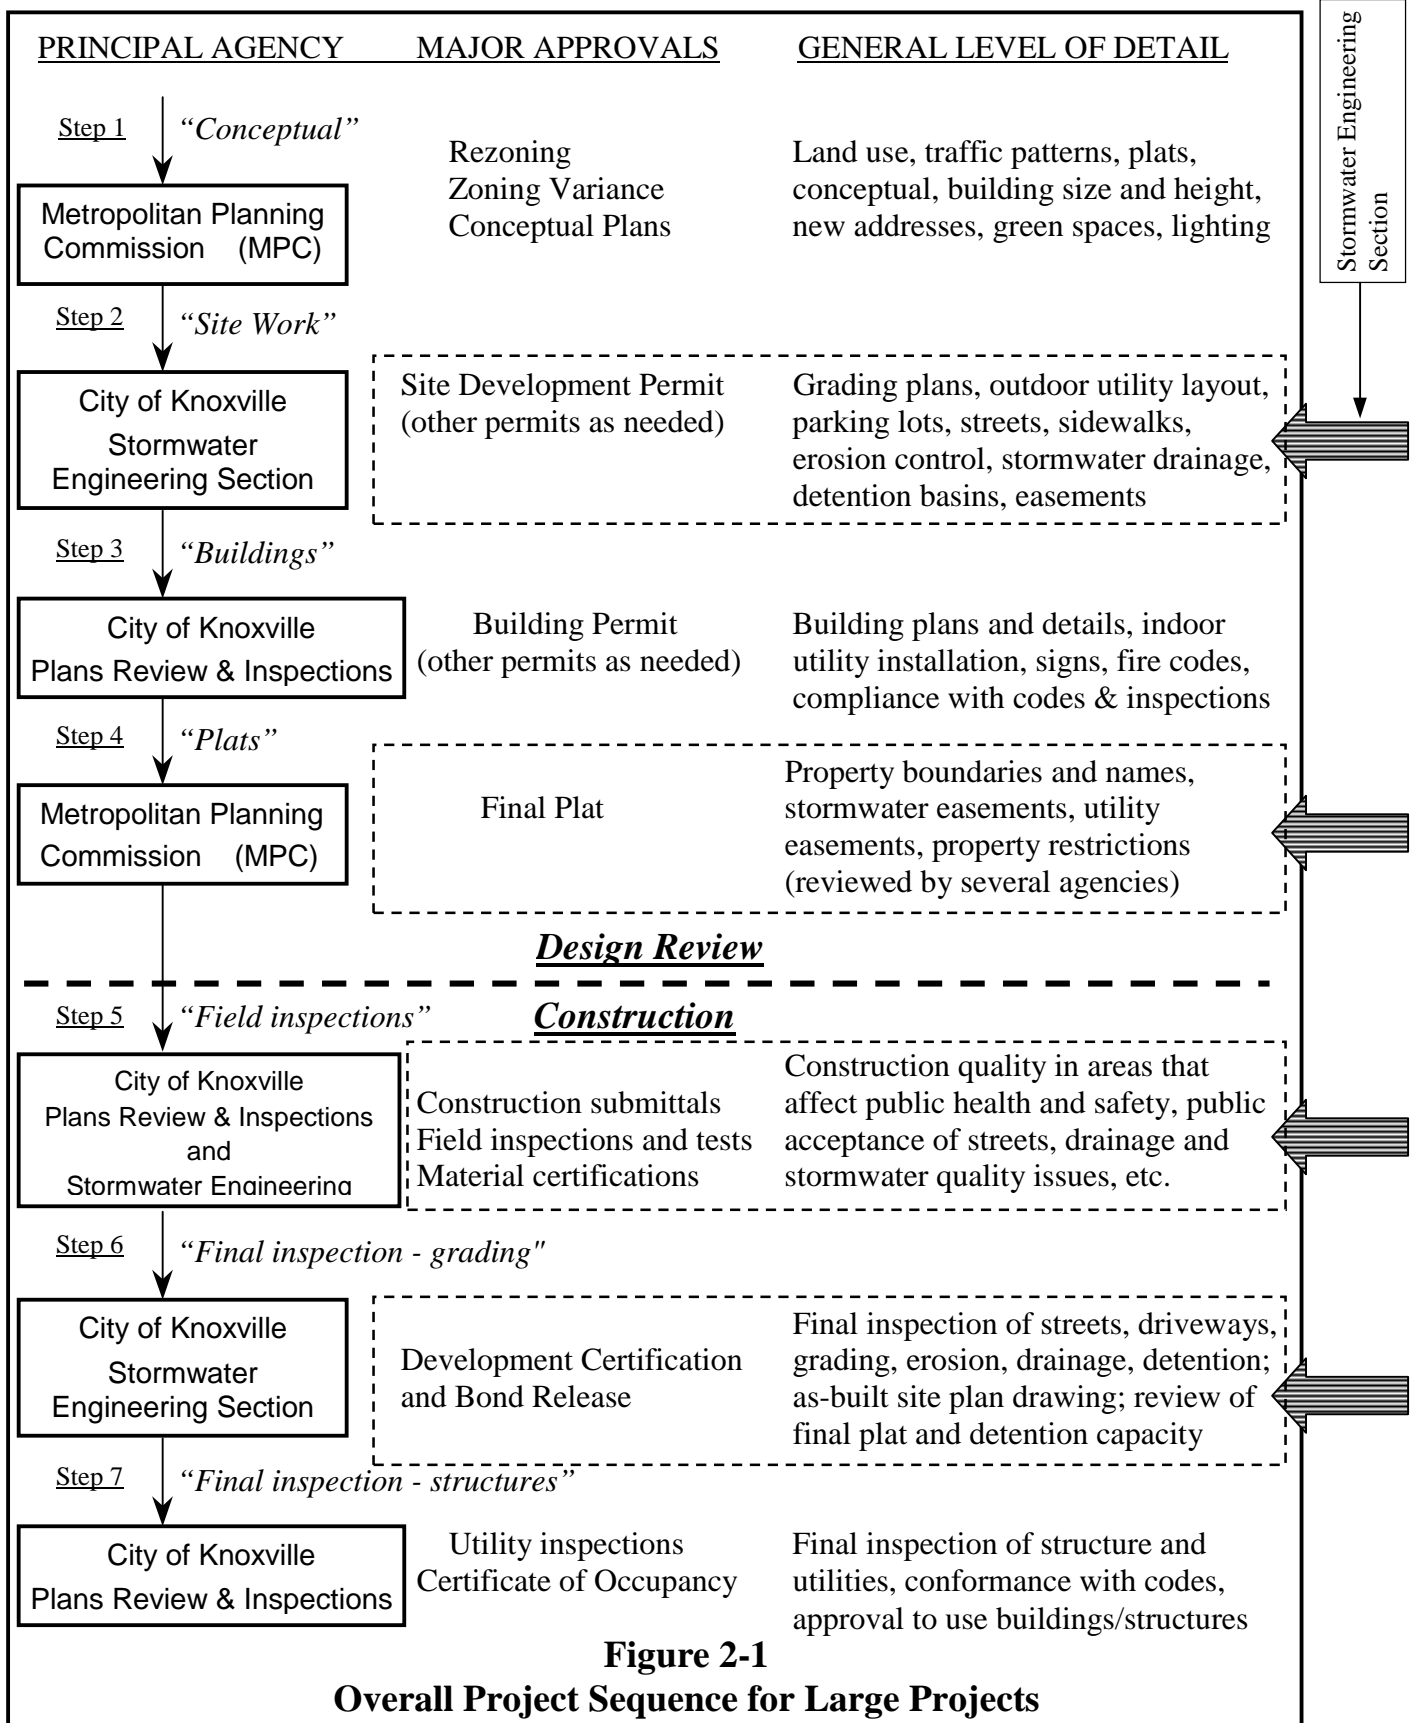 PRINCIPAL AGENCY MAJOR APPROVALS GENERAL LEVEL OF DETAIL
Stormwater Engineering
Section
Step 1 “Conceptual”
Metropolitan Planning
Commission (MPC)
Rezoning
Zoning Variance
Conceptual Plans
Land use, traffic patterns, plats,
conceptual, building size and height,
new addresses, green spaces, lighting
Step 2 “Site Work”
City of Knoxville
Stormwater
Engineering Section
Site Development Permit
(other permits as needed)
Grading plans, outdoor utility layout,
parking lots, streets, sidewalks,
erosion control, stormwater drainage,
detention basins, easements
Step 3 “Buildings”
City of Knoxville
Plans Review & Inspections
Building Permit
(other permits as needed)
Building plans and details, indoor
utility installation, signs, fire codes,
compliance with codes & inspections
Step 4 “Plats”
Metropolitan Planning
Commission (MPC)
Final Plat
Property boundaries and names,
stormwater easements, utility
easements, property restrictions
(reviewed by several agencies)
Design Review
Step 5 “Field inspections” Construction
City of Knoxville
Plans Review & Inspections
and
Stormwater Engineering
Construction submittals
Field inspections and tests
Material certifications
Construction quality in areas that
affect public health and safety, public
acceptance of streets, drainage and
stormwater quality issues, etc.
Step 6 “Final inspection - grading"
City of Knoxville
Stormwater
Engineering Section
Development Certification
and Bond Release
Final inspection of streets, driveways,
grading, erosion, drainage, detention;
as-built site plan drawing; review of
final plat and detention capacity
Step 7 “Final inspection - structures”
City of Knoxville
Plans Review & Inspections
Utility inspections
Certificate of Occupancy
Final inspection of structure and
utilities, conformance with codes,
approval to use buildings/structures
Figure 2-1
Overall Project Sequence for Large Projects